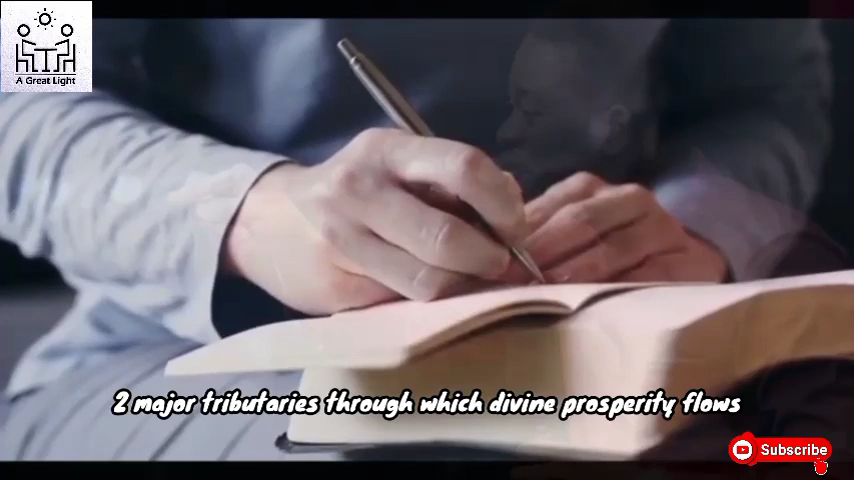 A Great Light
2 major tributaries through which divine prosperity flows
Subscribe